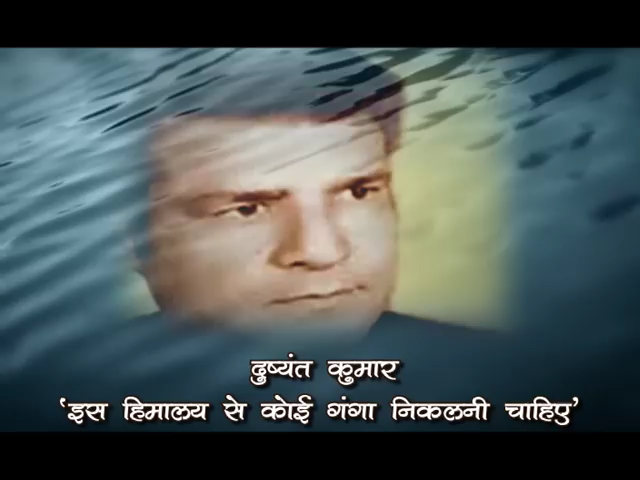 दुष्यंत कुमार
‘इस हिमालय से कोई गंगा निकलनी चाहिए’